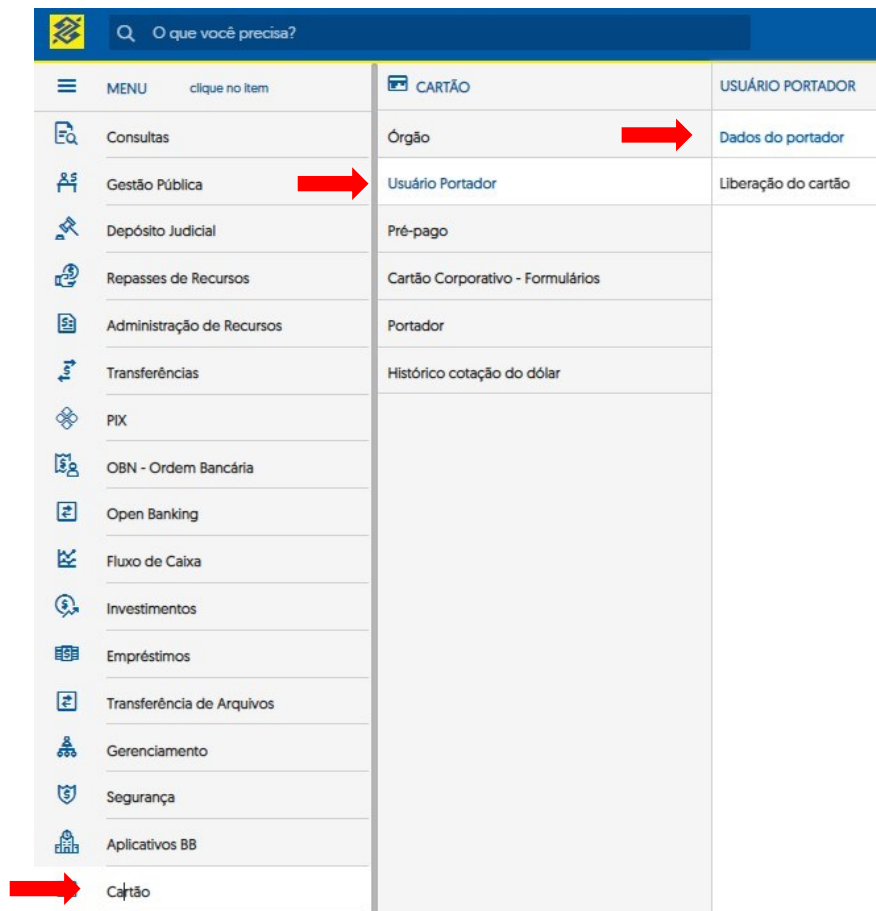 O que você precisa?
MENU clique no item
Consultas
Gestão Pública
Depósito Judicial
Repasses de Recursos
Administração de Recursos
Transferências
PIX
OBN - Ordem Bancária
Open Banking
Fluxo de Caixa
Investimentos
Empréstimos
Transferência de Arquivos
Gerenciamento
Segurança
Aplicativos BB
Cartão
CARTÃO
Órgão
Usuário Portador
Pré-pago
Cartão Corporativo - Formulários
Portador
Histórico cotação do dólar
USUÁRIO PORTADOR
Dados do portador
Liberação do cartão